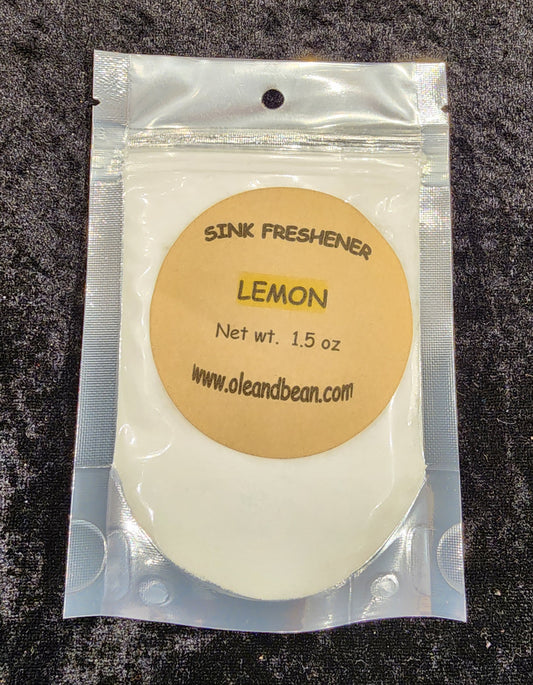 SINK FRESHENER
LEMON
Net wt. 1.5 oz
www.oleandbean.com